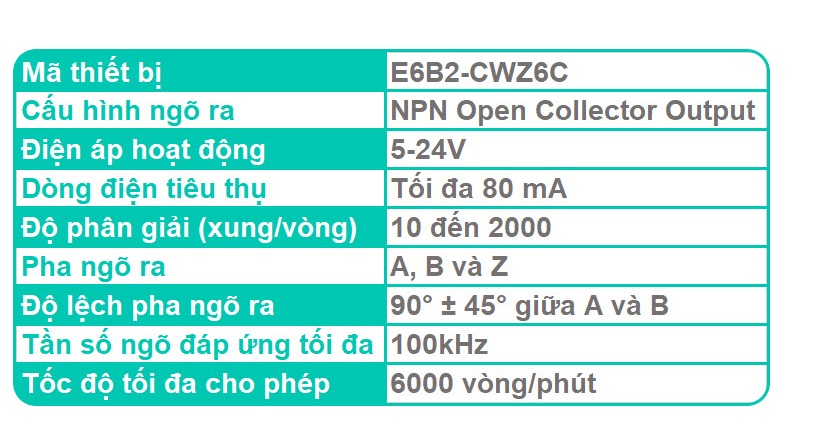 Mã thiết bị E6B2-CWZ6C
Cấu hình ngõ ra NPN Open Collector Output
Điện áp hoạt động 5-24V
Dòng điện tiêu thụ Tối đa 80 mA
Độ phân giải (xung/vòng) 10 đến 2000
Pha ngõ ra A, B và Z
Độ lệch pha ngõ ra 90° ± 45° giữa A và B
Tần số ngõ đáp ứng tối đa 100kHz
Tốc độ tối đa cho phép 6000 vòng/phút